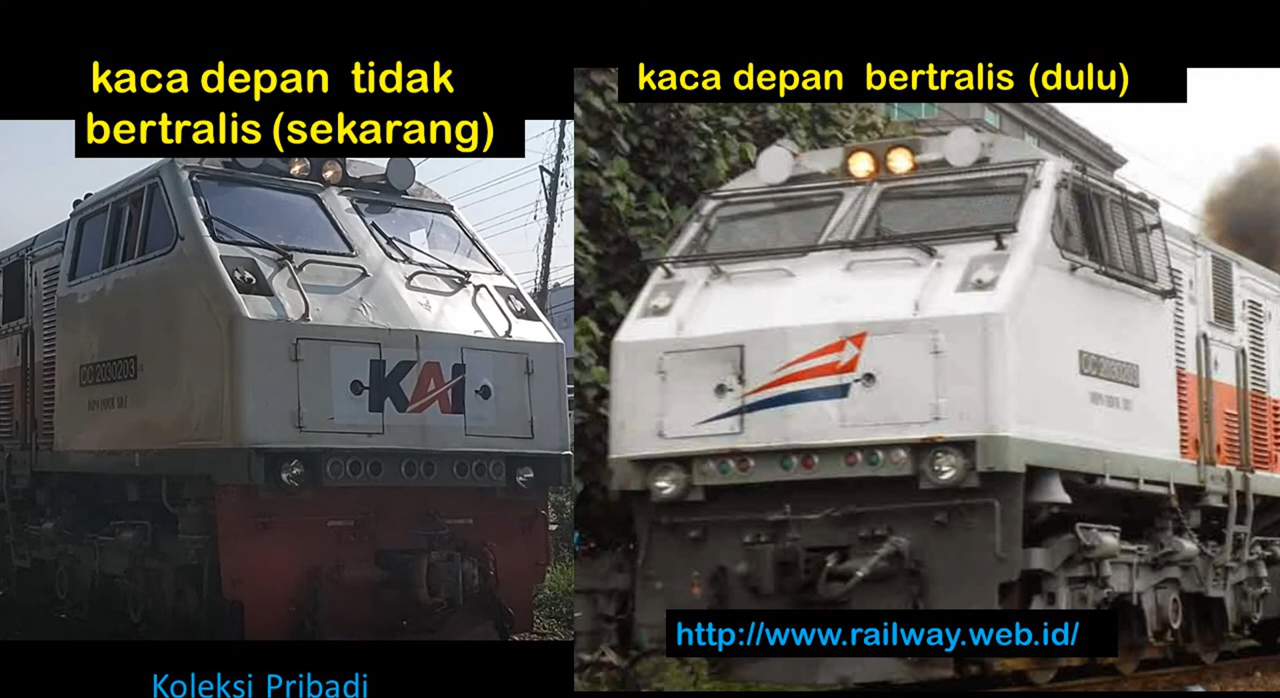 kaca depan tidak
bertralis (sekarang)
kaca depan bertralis (dulu)
CC 2030203
KAI
http://www.railway.web.id/
Koleksi Pribadi